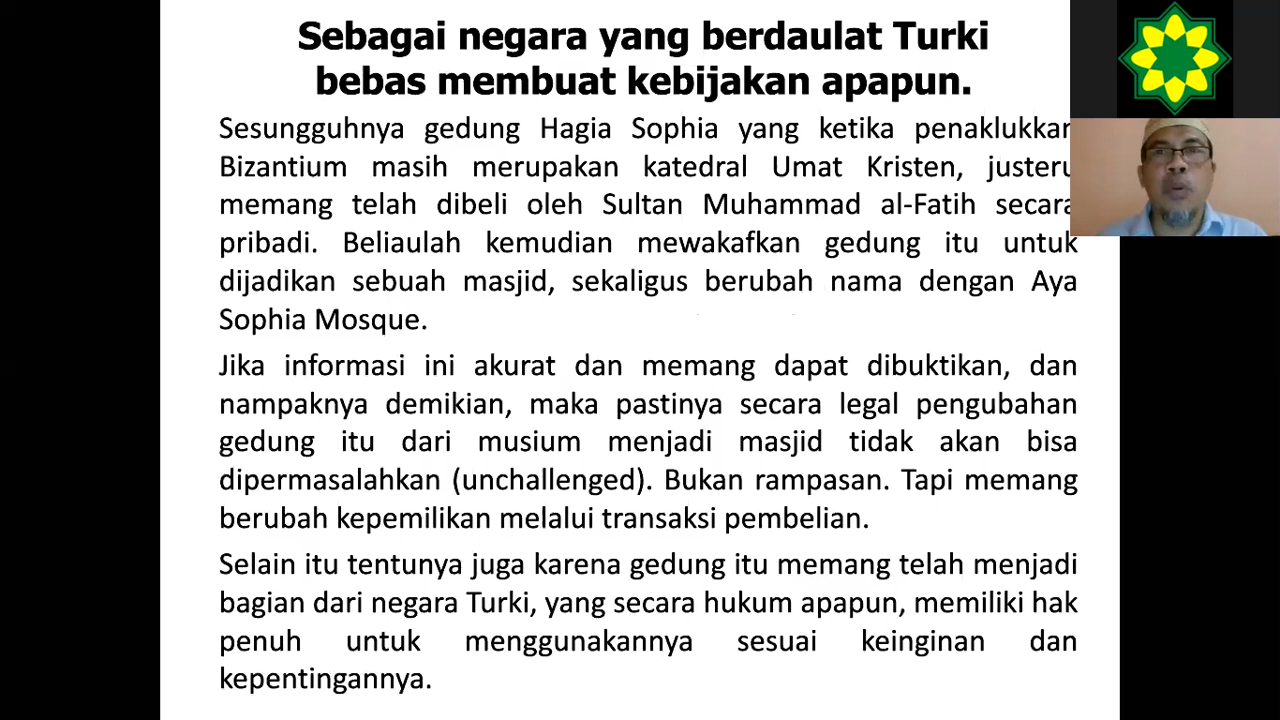 Sebagai negara yang berdaulat Turki
bebas membuat kebijakan apapun.
Sesungguhnya gedung Hagia Sophia yang ketika penaklukkan
Bizantium masih merupakan katedral Umat Kristen, justeru
memang telah dibeli oleh Sultan Muhammad al-Fatih secara
pribadi. Beliaulah kemudian mewakafkan gedung itu untuk
dijadikan sebuah masjid, sekaligus berubah nama dengan Aya
Sophia Mosque.
Jika informasi ini akurat dan memang dapat dibuktikan, dan
nampaknya demikian, maka pastinya secara legal pengubahan
gedung itu dari musium menjadi masjid tidak akan bisa
dipermasalahkan (unchallenged). Bukan rampasan. Tapi memang
berubah kepemilikan melalui transaksi pembelian.
Selain itu tentunya juga karena gedung itu memang telah menjadi
bagian dari negara Turki, yang secara hukum apapun, memiliki hak
penuh untuk menggunakannya sesuai keinginan dan
kepentingannya.